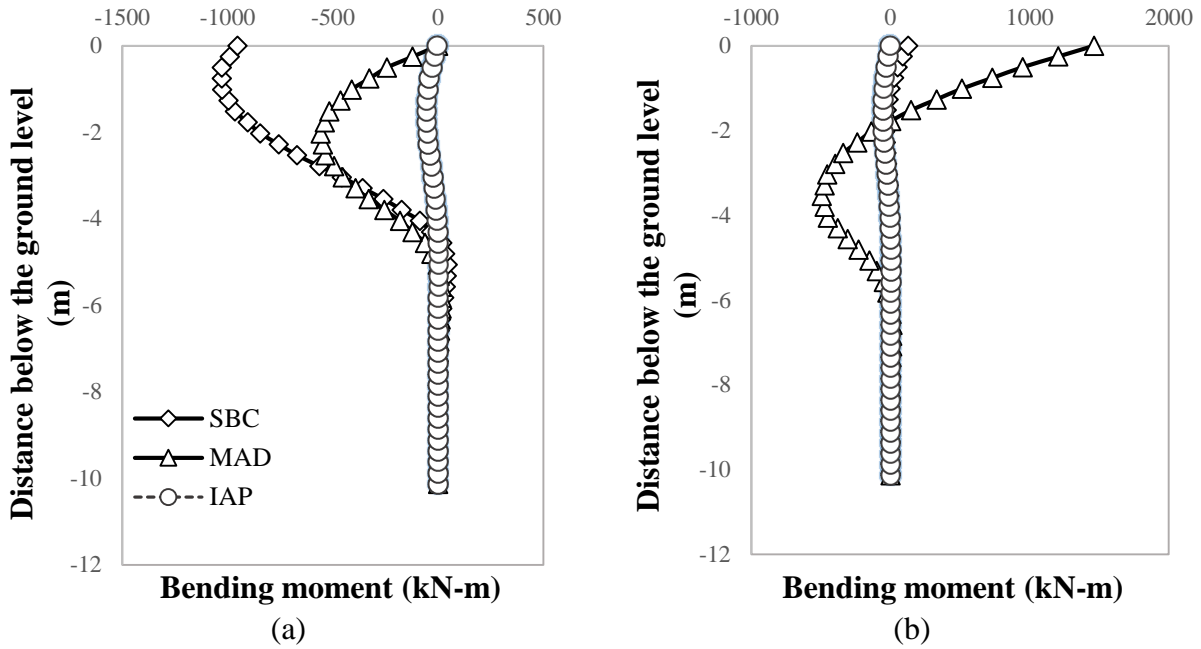 -1500 -1000 -500 0 500
0
-2
-4
-6
-8
-10
-12
Distance below the ground level
(m)
SBC
MAD
IAP
Bending moment (kN-m)
(a)
-1000 0 1000 2000
0
-2
-4
-6
-8
-10
-12
Distance below the ground level
(m)
Bending moment (kN-m)
(b)